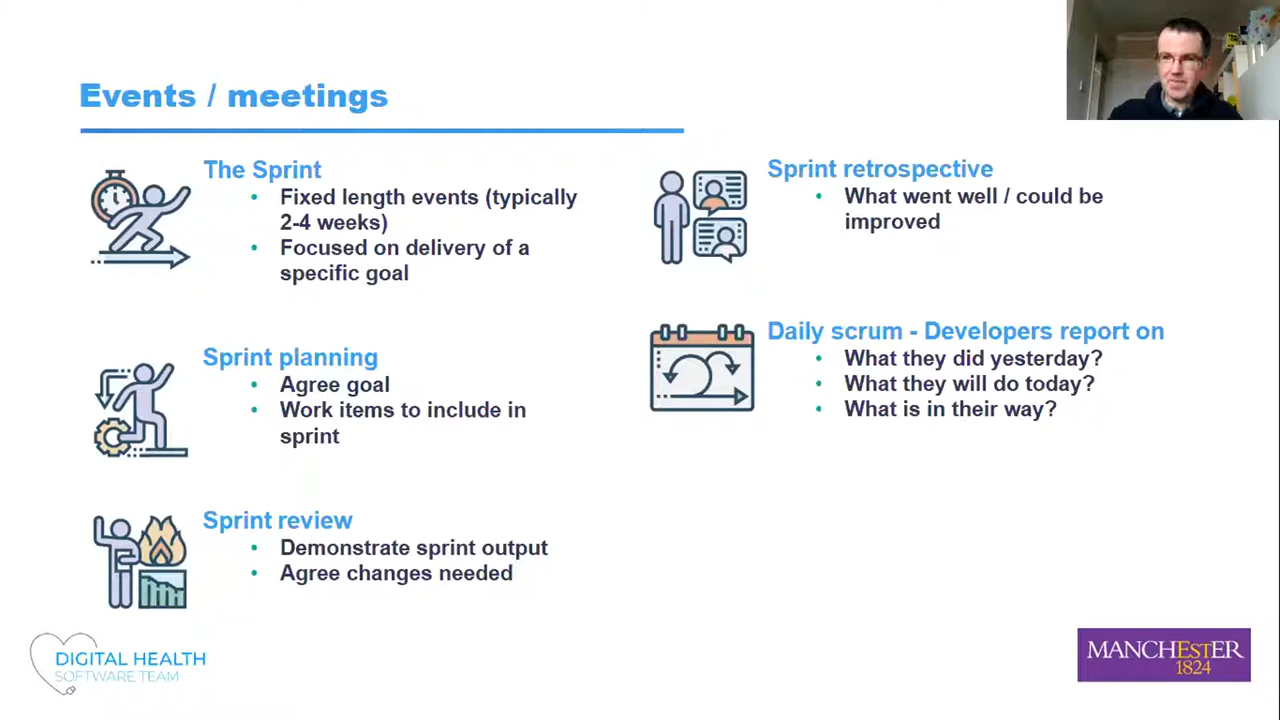 Events / meetings
The Sprint
• Fixed length events (typically
2-4 weeks)
• Focused on delivery of a
specific goal
Sprint planning
• Agree goal
• Work items to include in
sprint
Sprint review
• Demonstrate sprint output
• Agree changes needed
Sprint retrospective
• What went well / could be
improved
Daily scrum - Developers report on
• What they did yesterday?
• What they will do today?
• What is in their way?
DIGITAL HEALTH
SOFTWARE TEAM
MANCHESTER
1824